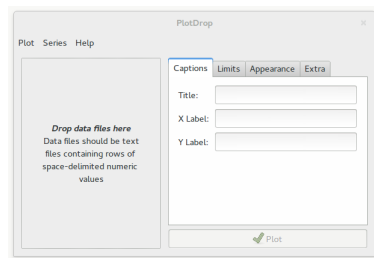 PlotDrop
Plot Series Help
Drop data files here
Data files should be text
files containing rows of
space-delimited numeric
values
Captions Limits Appearance Extra
Title:
X Label:
Y Label:
Plot